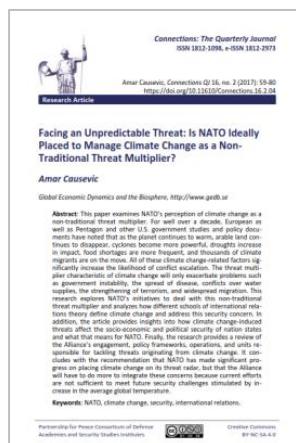 Connections: The Quarterly Journal
ISSN 1812-1098, e-ISSN 1812-2973
Amar Causevic, Connections QJ 16, no. 2 (2017): 59-80
https://doi.org/10.11610/Connections.16.2.04
Research Article
Facing an Unpredictable Threat: Is NATO Ideally
Placed to Manage Climate Change as a Non-
Traditional Threat Multiplier?
Amar Causevic
Global Economic Dynamics and the Biosphere, http://www.gedb.se
Abstract: This paper examines NATO's perception of climate change as a
non-traditional threat multiplier. For well over a decade, European as
well as Pentagon and other U.S. government studies and policy docu-
ments have noted that as the planet continues to warm, arable land con-
tinues to disappear, cyclones become more powerful, droughts increase
in impact, food shortages are more frequent, and thousands of climate
migrants are on the move. All of these climate change-related factors sig-
nificantly increase the likelihood of conflict escalation. The threat multi-
plier characteristic of climate change will only exacerbate problems such
as government instability, the spread of disease, conflicts over water
supplies, the strengthening of terrorism, and widespread migration. This
research explores NATO's initiatives to deal with this non-traditional
threat multiplier and analyzes how different schools of international rela-
tions theory define climate change and address this security concern. In
addition, the article provides insights into how climate change-induced
threats affect the socio-economic and political security of nation states
and what that means for NATO. Finally, the research provides a review of
the Alliance's engagement, policy frameworks, operations, and units re-
sponsible for tackling threats originating from climate change. It con-
cludes with the recommendation that NATO has made significant pro-
gress on placing climate change on its threat radar, but that the Alliance
will have to do more to integrate these concerns because current efforts
are not sufficient to meet future security challenges stimulated by in-
crease in the average global temperature.
Keywords: NATO, climate change, security, international relations.
Partnership for Peace Consortium of Defense
Academies and Security Studies Institutes
Creative Commons
BY-NC-SA 4.0